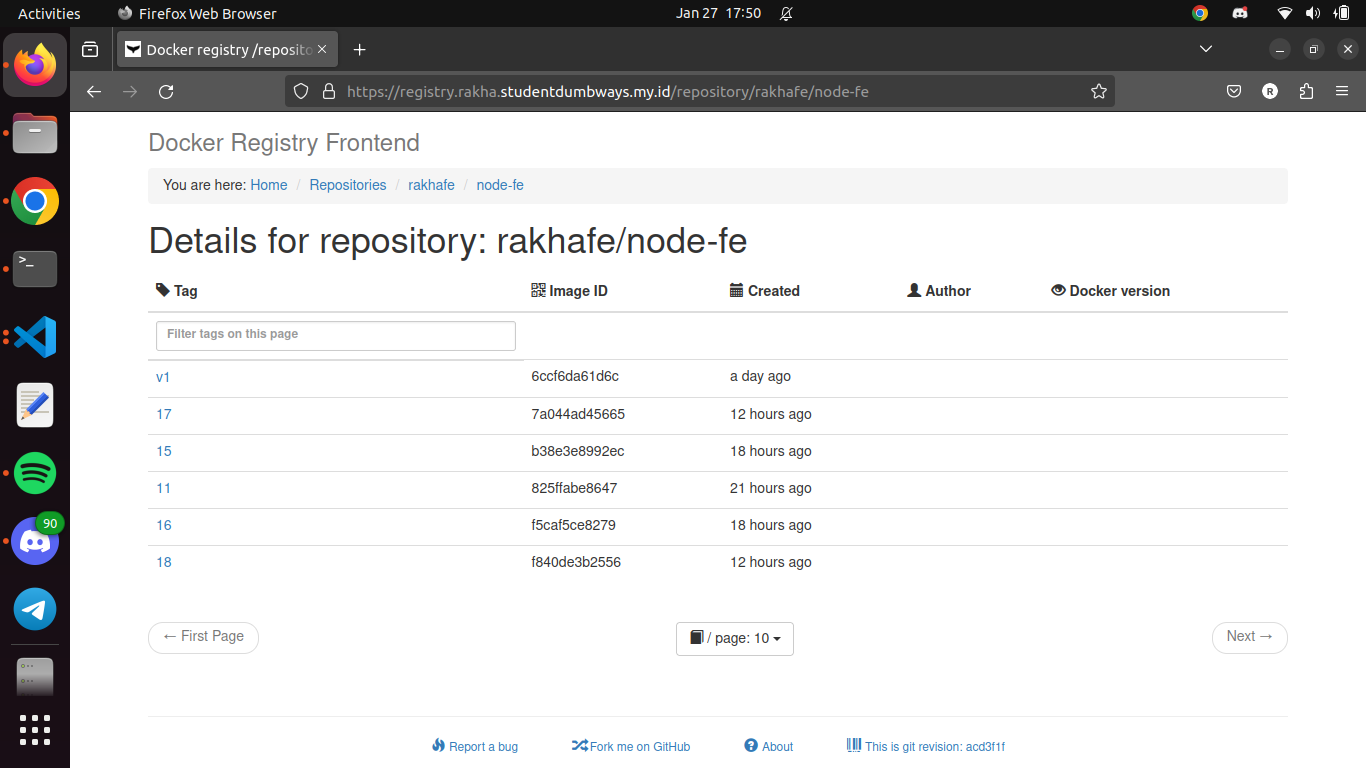 Activities Firefox Web Browser Jan 27 17:50
Docker registry /reposito
https://registry.rakha.studentdumbways.my.id/repository/rakhafe/node-fe
R
Docker Registry Frontend
You are here: Home / Repositories / rakhafe / node-fe
Details for repository: rakhafe/node-fe
Tag Image ID Created Author Docker version
Filter tags on this page
v1 6ccf6da61d6c a day ago
17 7a044ad45665 12 hours ago
15 b38e3e8992ec 18 hours ago
11 825ffabe8647 21 hours ago
16 f5caf5ce8279 18 hours ago
18 f840de3b2556 12 hours ago
90
← First Page / page: 10 Next →
Report a bug Fork me on GitHub About This is git revision: acd3f1f